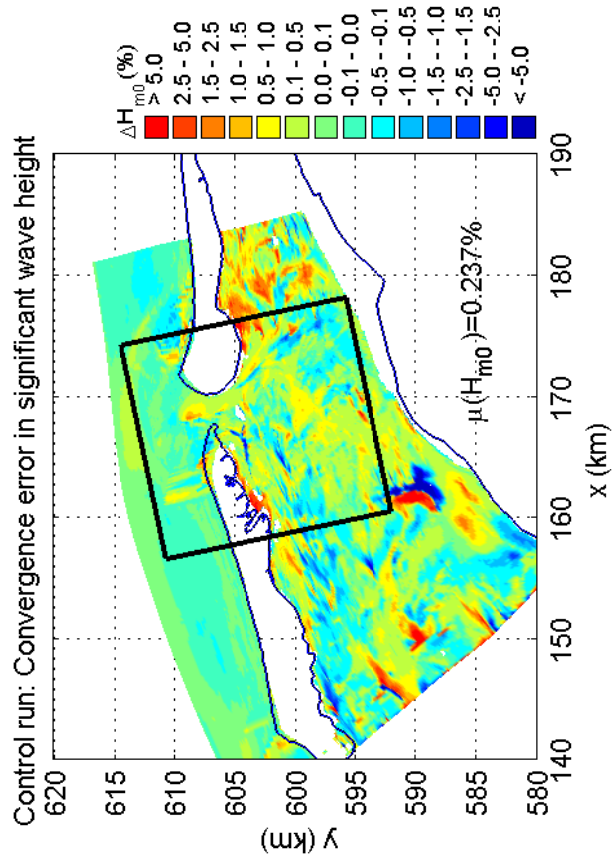 Control run: Convergence error in significant wave height
ΔHm0 (%)
> 5.0
2.5 - 5.0
1.5 - 2.5
1.0 - 1.5
0.5 - 1.0
0.1 - 0.5
0.0 - 0.1
-0.1 - 0.0
-0.5 - -0.1
-1.0 - -0.5
-1.5 - -1.0
-2.5 - -1.5
-5.0 - -2.5
< -5.0
620
615
610
605
600
595
590
585
580
y (km)
μ(Hm0)=0.237%
140
150
160
170
180
190
x (km)